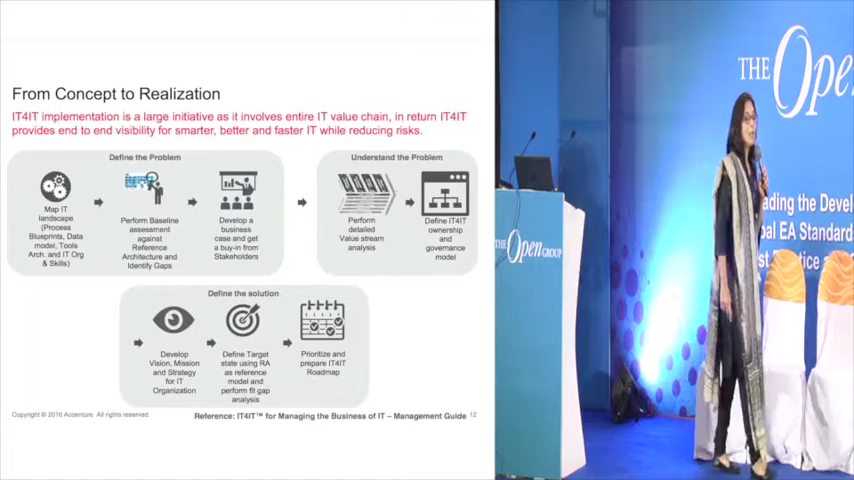 From Concept to Realization
IT4IT implementation is a large initiative as it involves entire IT value chain, in return IT4IT
provides end to end visibility for smarter, better and faster IT while reducing risks.
Define the Problem
Map IT
landscape
(Process
Blueprints, Data
model, Tools
Arch. and IT Org
& Skills)
Perform Baseline
assessment
against
Reference
Architecture and
Identify Gaps
Develop a
business
case and get
a buy-in from
Stakeholders
Understand the Problem
Perform
detailed
Value stream
analysis
Define IT4IT
ownership
and
governance
model
Define the solution
Develop
Vision, Mission
and Strategy
for IT
Organization
Define Target
state using RA
as reference
model and
perform fit gap
analysis
Prioritize and
prepare IT4IT
Roadmap
Copyright © 2016 Accenture All rights reserved.
Reference: IT4IT™ for Managing the Business of IT – Management Guide 12
THE Open
ading the Develo
bal EA Standard
THE Open GROUP